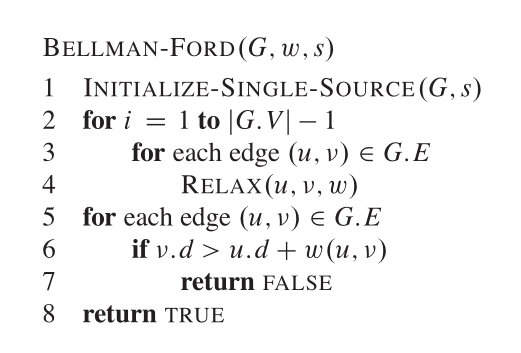 BELLMAN-FORD(G, w, s)
1 INITIALIZE-SINGLE-SOURCE(G, s)
2 for i = 1 to |G.V| − 1
3 for each edge (u, v) ∈ G.E
4 RELAX(u, v, w)
5 for each edge (u, v) ∈ G.E
6 if v.d > u.d + w(u, v)
7 return FALSE
8 return TRUE